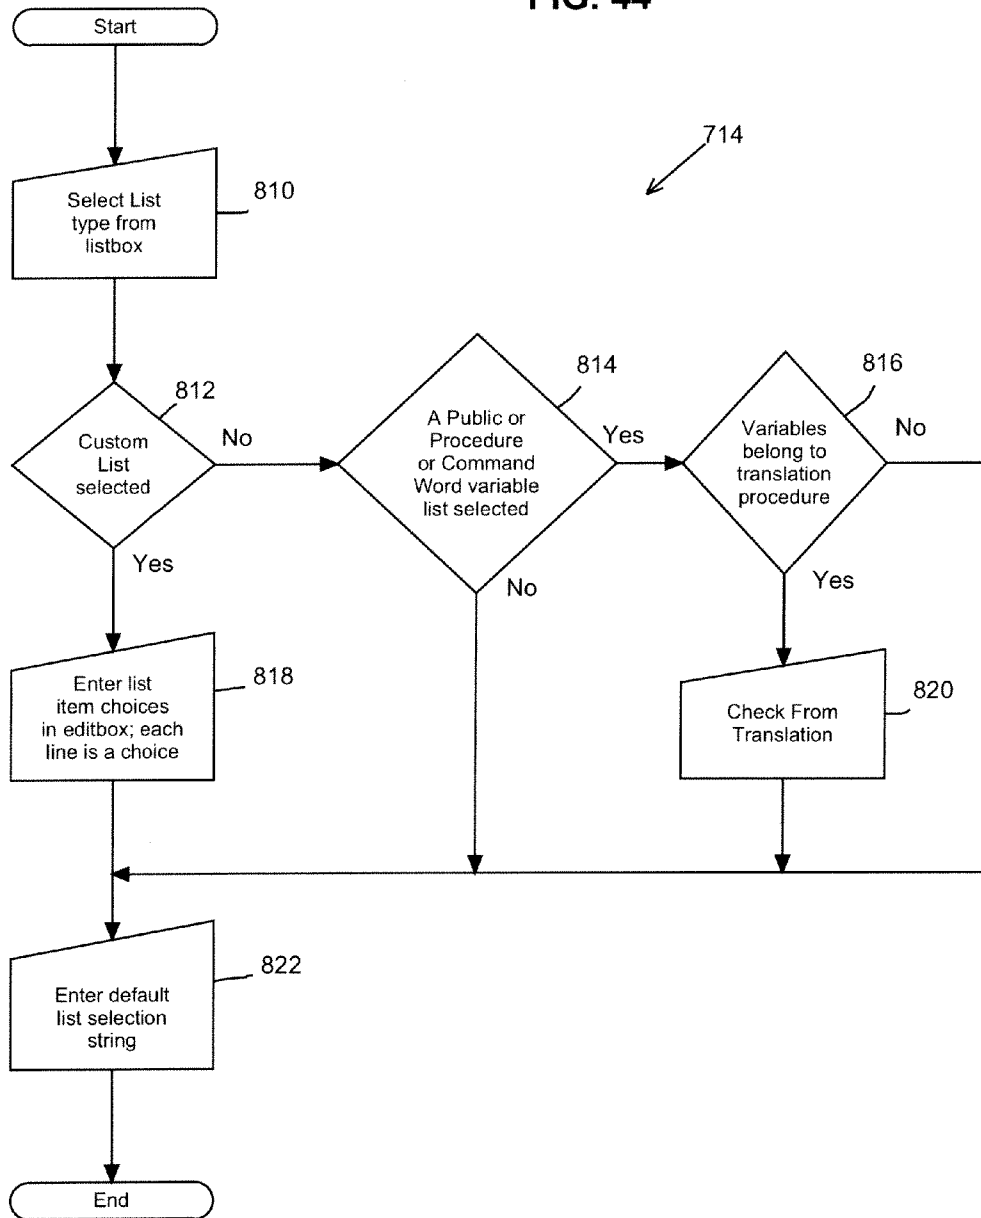 FIG. 44
Start
714
Select List
type from
listbox
810
Custom
List
selected
812
No
Yes
A Public or
Procedure
or Command
Word variable
list selected
814
Yes
No
Variables
belong to
translation
procedure
816
No
Yes
Enter list
item choices
in editbox; each
line is a choice
818
Check From
Translation
820
Enter default
list selection
string
822
End